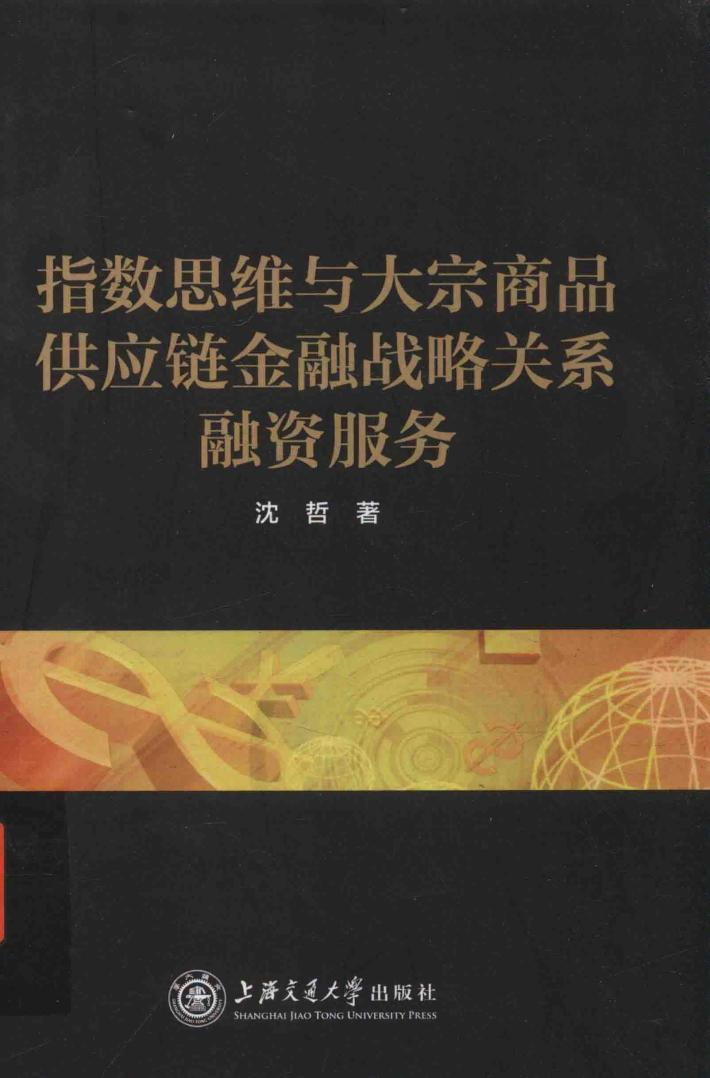 指数思维与大宗商品
供应链金融战略关系
融资服务
沈 哲 著
上海交通大学出版社
SHANGHAI JIAO TONG UNIVERSITY PRESS